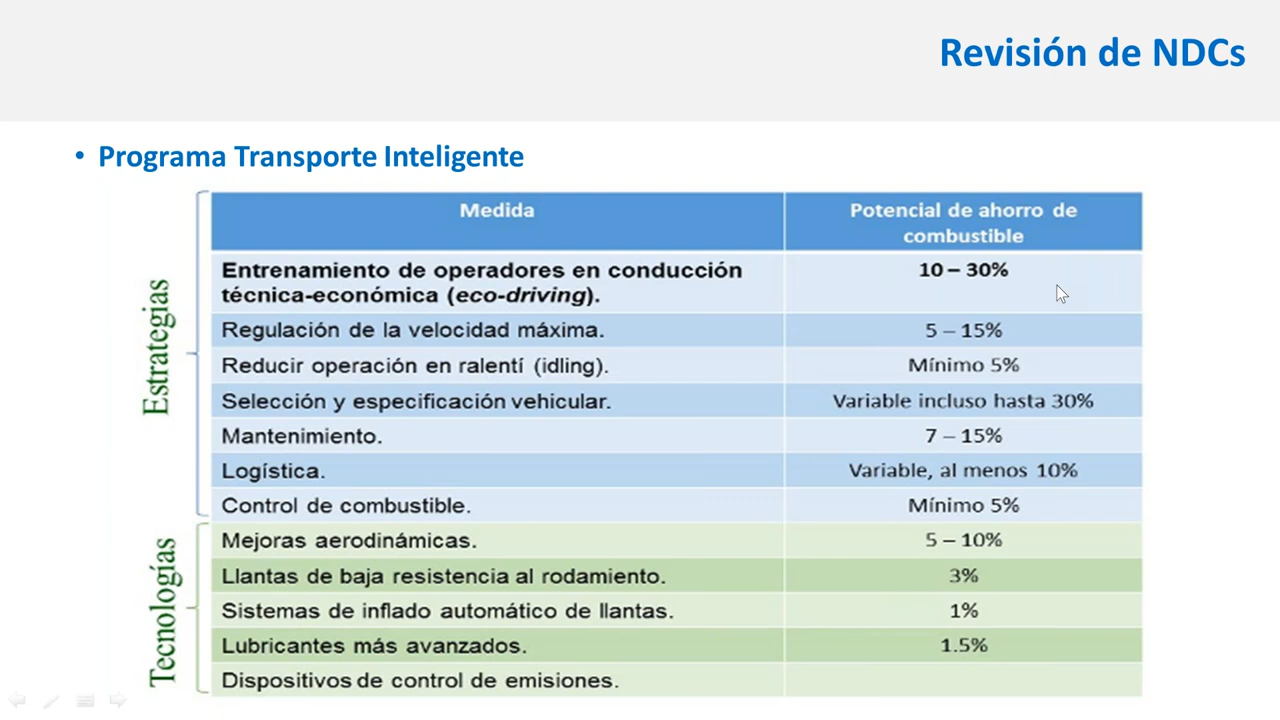 Revisión de NDCs
• Programa Transporte Inteligente
Medida
Potencial de ahorro de
combustible
Estrategias
Entrenamiento de operadores en conducción
técnica-económica (eco-driving).
10 – 30%
Regulación de la velocidad máxima.
5 – 15%
Reducir operación en ralentí (idling).
Mínimo 5%
Selección y especificación vehicular.
Variable incluso hasta 30%
Mantenimiento.
7 – 15%
Logística.
Variable, al menos 10%
Control de combustible.
Mínimo 5%
Tecnologías
Mejoras aerodinámicas.
5 – 10%
Llantas de baja resistencia al rodamiento.
3%
Sistemas de inflado automático de llantas.
1%
Lubricantes más avanzados.
1.5%
Dispositivos de control de emisiones.